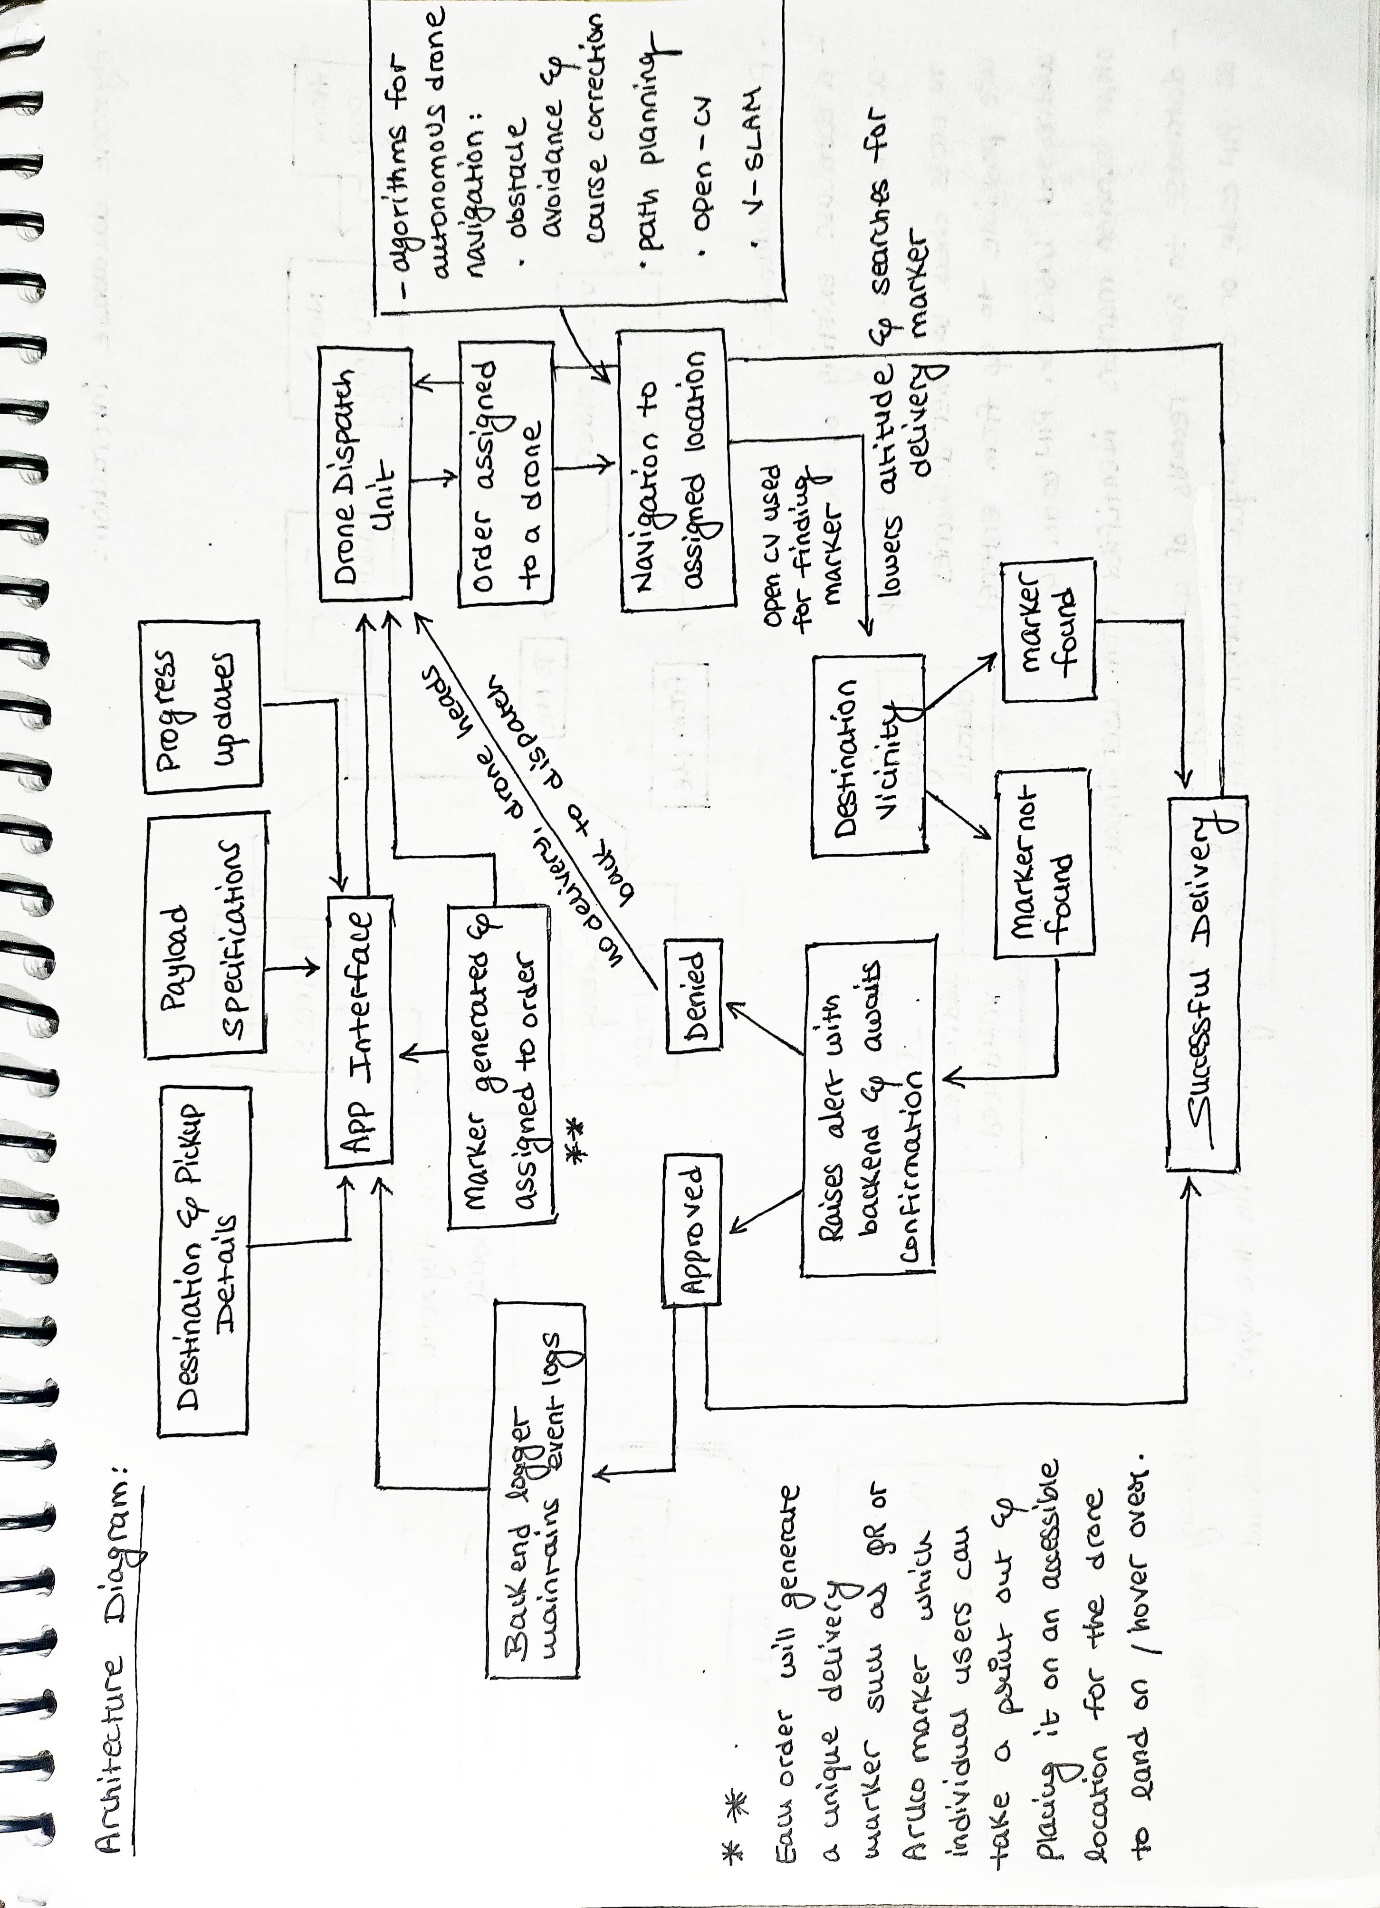 Architecture Diagram:
Destination & Pickup
Details
Payload
Specifications
Progress
Updates
App Interface
Drone Dispatch
Unit
Marker generated &
assigned to order
**
Order assigned
to a drone
- algorithms for
autonomous drone
navigation:
• obstacle
avoidance &
course correction
• path planning
• open-CV
• V-SLAM
no delivery, drone heads
back to dispatch
Navigation to
assigned location
Back end logger
maintains event logs
Approved
Denied
Open CV used
for finding
marker
lowers altitude & searches for
delivery marker
Raises alert with
backend & awaits
confirmation
Destination
Vicinity
Marker not
found
marker
found
Successful Delivery
**
Each order will generate
a unique delivery
marker such as QR or
ArUco marker which
individual users can
take a print out &
placing it on an accessible
location for the drone
to land on / hover over.